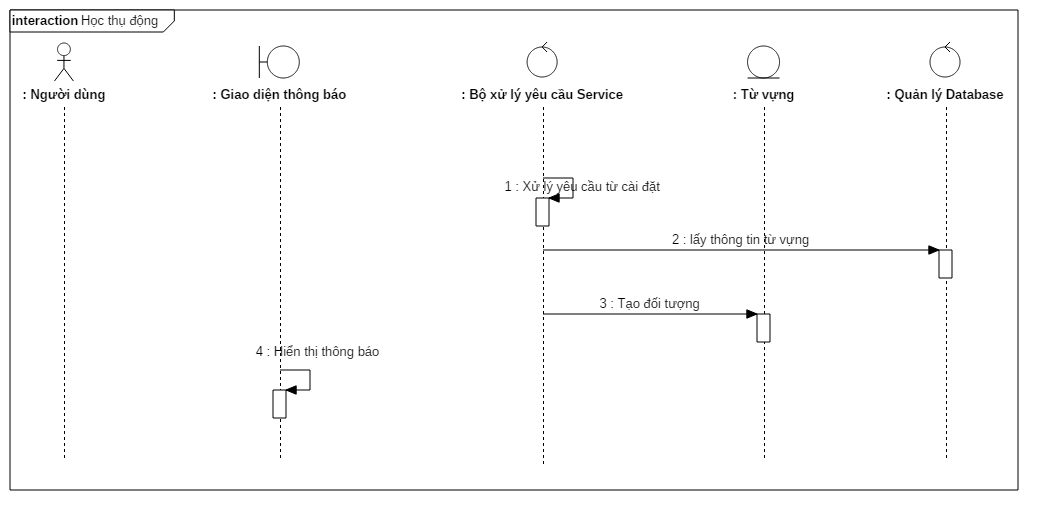 interaction Học thụ động
: Người dùng
: Giao diện thông báo
: Bộ xử lý yêu cầu Service
: Từ vựng
: Quản lý Database
1 : Xử lý yêu cầu từ cài đặt
2 : lấy thông tin từ vựng
3 : Tạo đối tượng
4 : Hiển thị thông báo